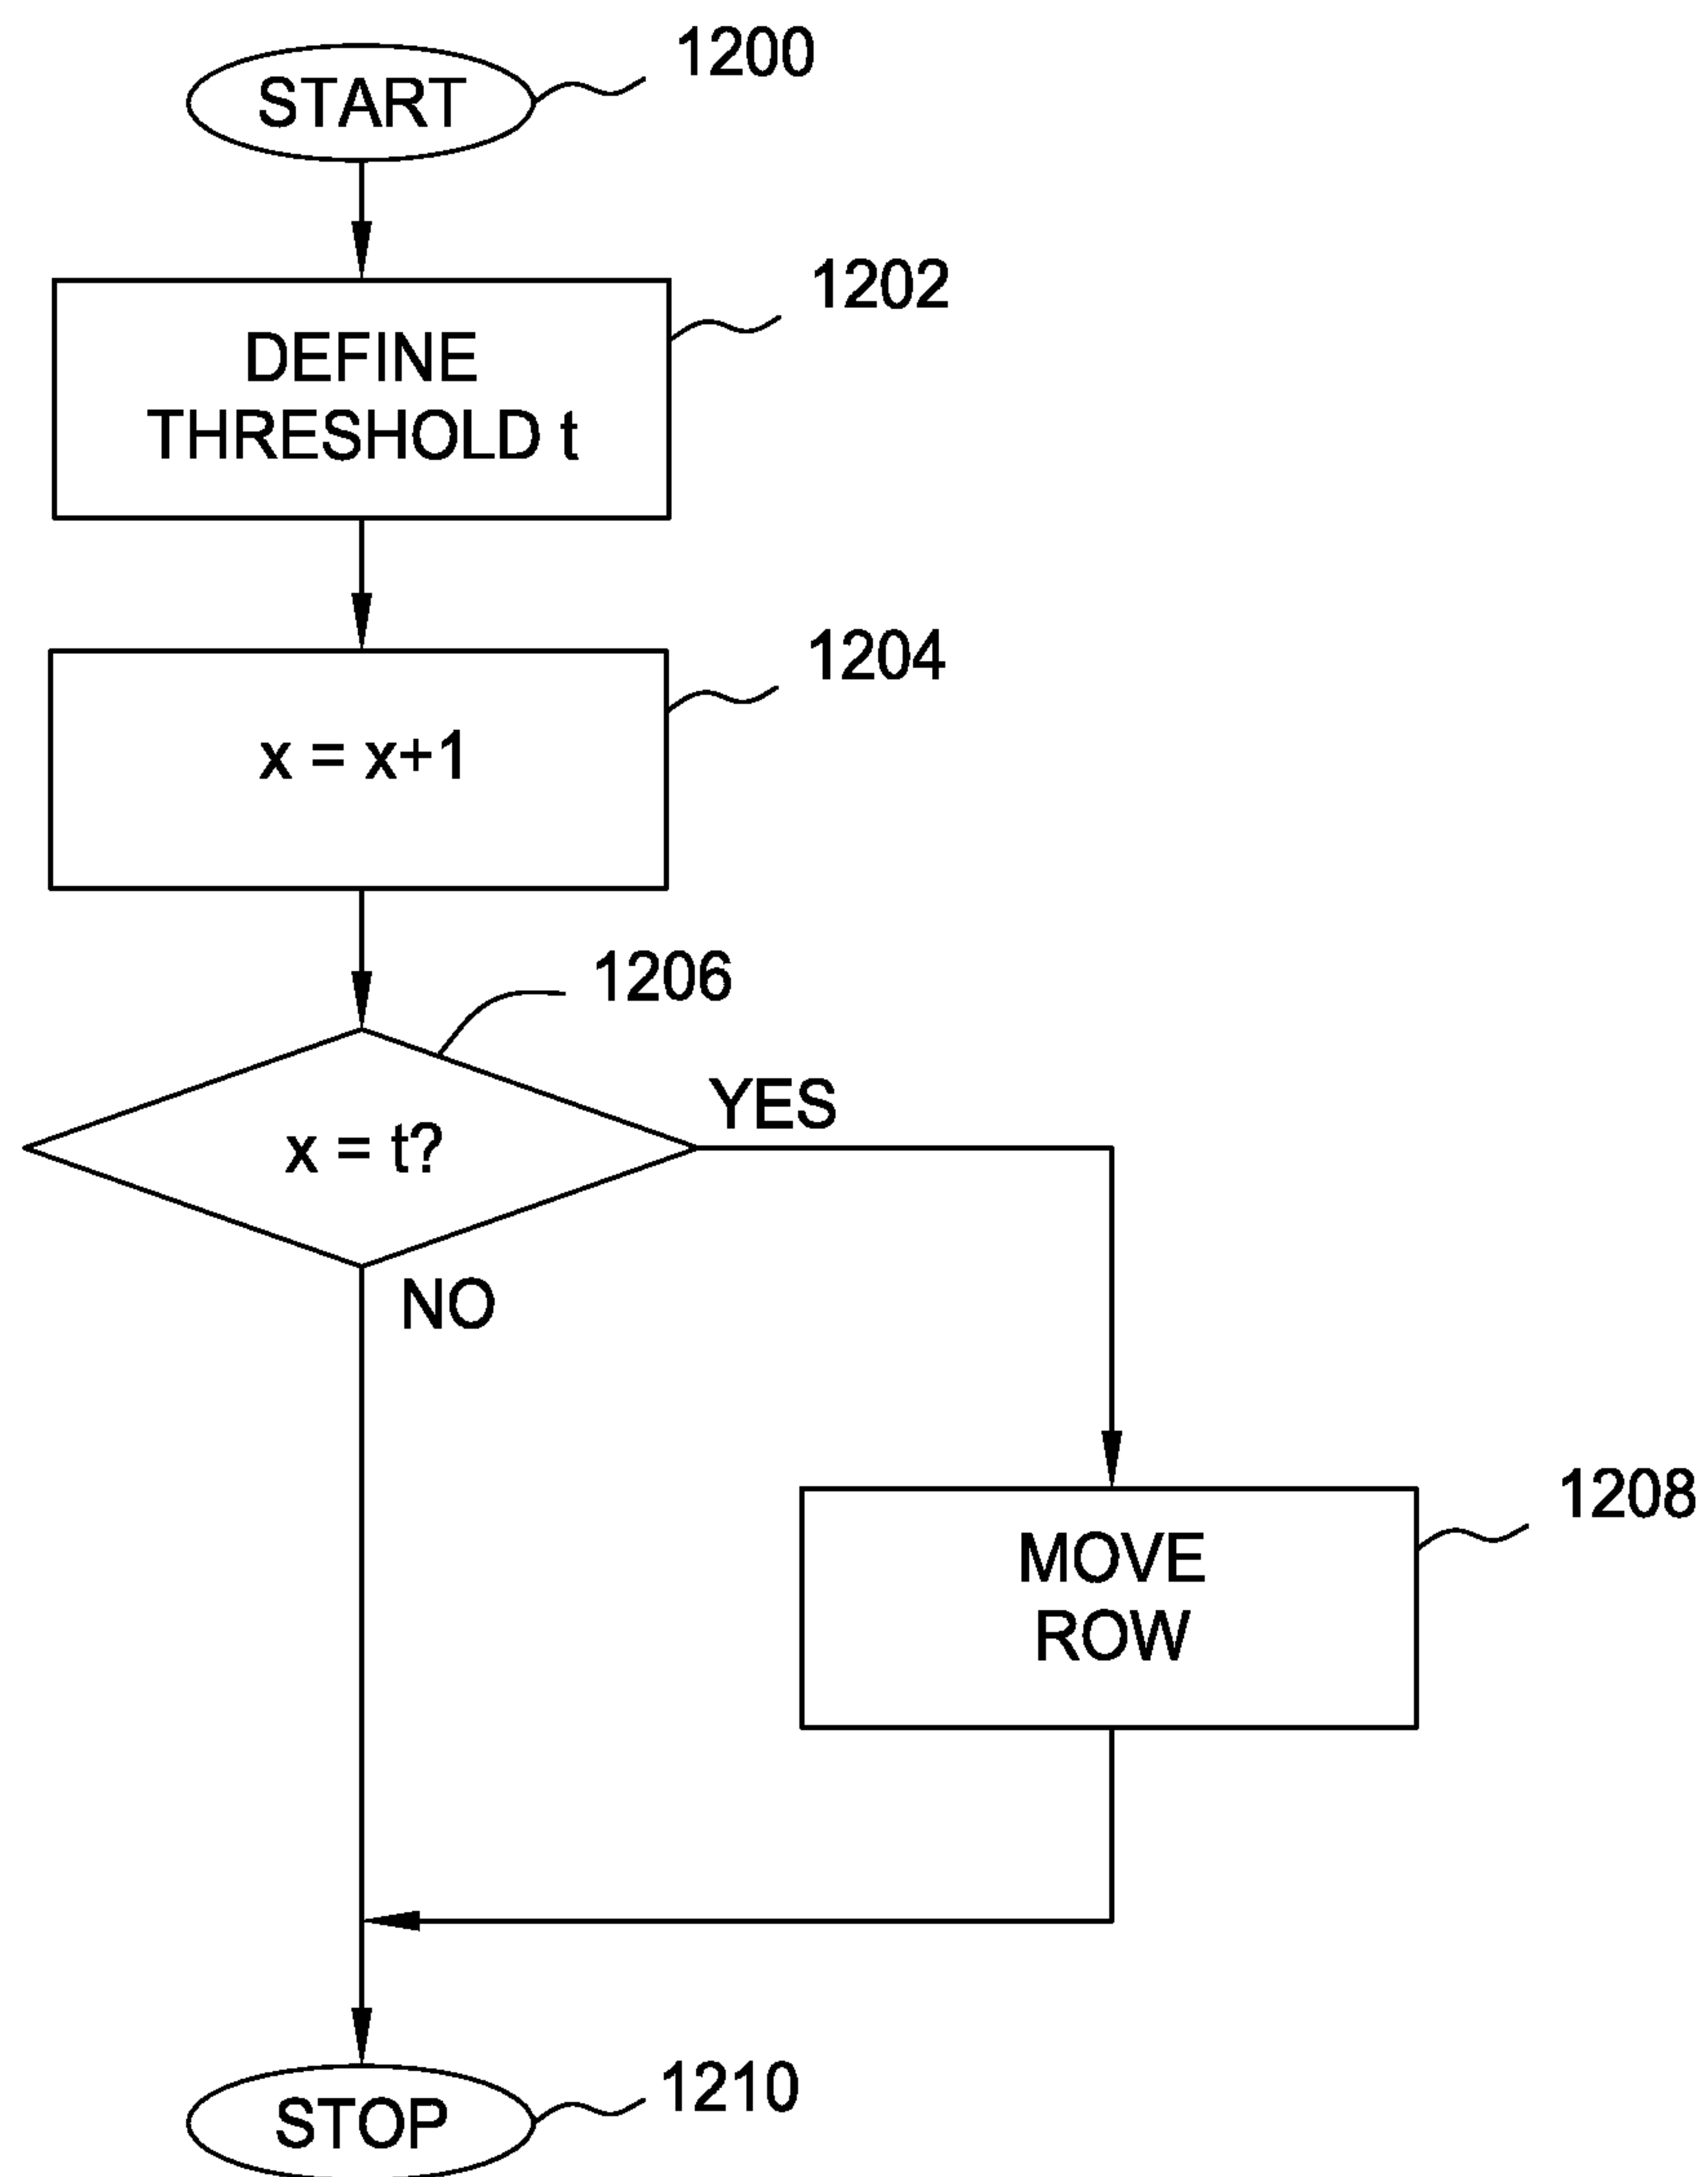 START
1200
1202
DEFINE
THRESHOLD t
1204
x = x+1
1206
YES
x = t?
NO
1208
MOVE
ROW
1210
STOP